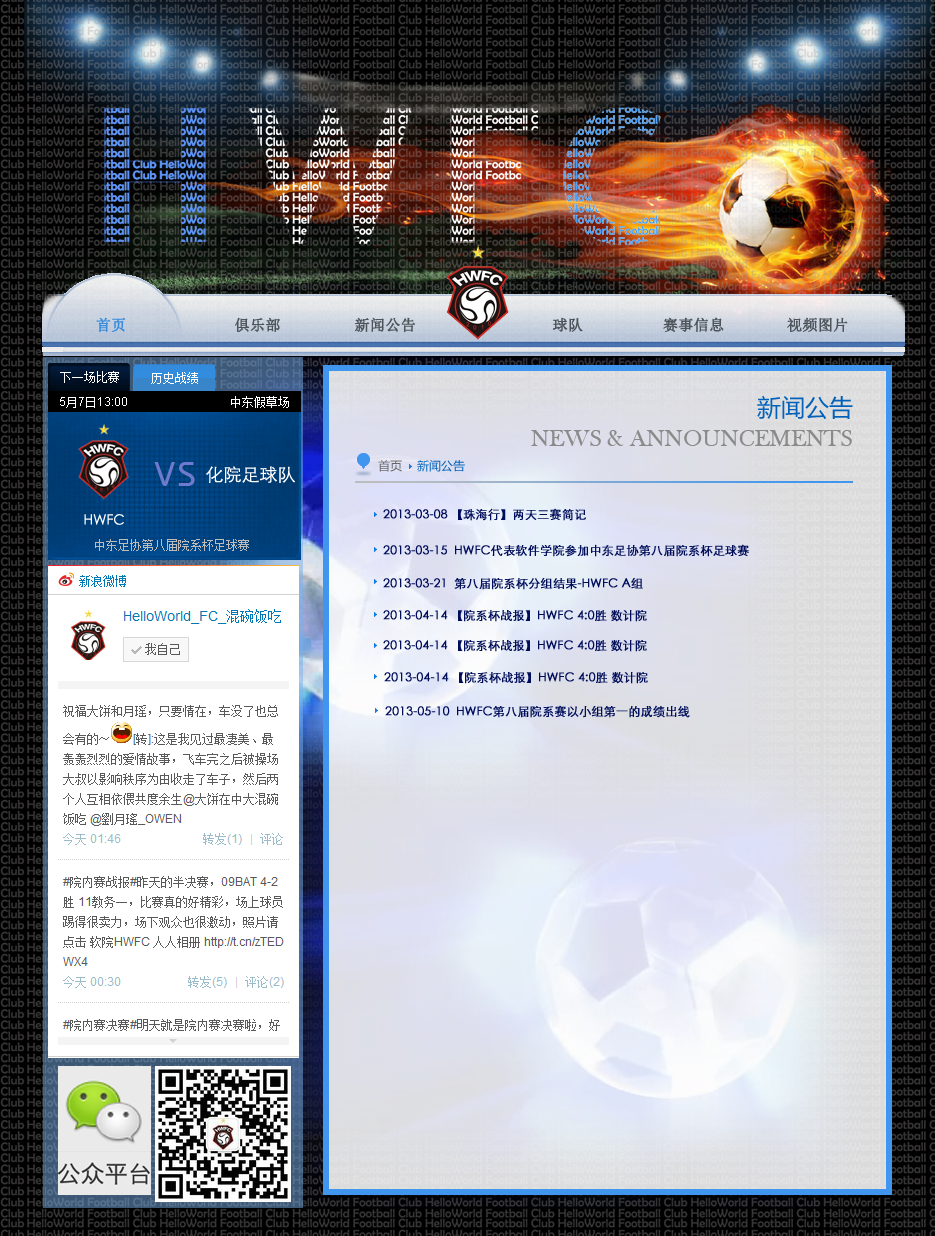 HWFC
HWFC
首页
俱乐部
新闻公告
球队
赛事信息
视频图片
下一场比赛
历史战绩
5月7日13:00
中东假草场
HWFC
VS
化院足球队
HWFC
中东足协第八届院系杯足球赛
新浪微博
HWFC
HelloWorld_FC_混碗饭吃
我自己
祝福大饼和月瑶，只要情在，车没了也总
会有的～[转]:这是我见过最凄美、最
轰轰烈烈的爱情故事，飞车完之后被操场
大叔以影响秩序为由收走了车子，然后两
个人互相依偎共度余生@大饼在中大混碗
饭吃 @劉月瑤_OWEN
今天 01:46
转发(1) | 评论
#院内赛战报#昨天的半决赛，09BAT 4-2
胜 11教务一，比赛真的好精彩，场上球员
踢得很卖力，场下观众也很激动，照片请
点击 软院HWFC 人人相册 http://t.cn/zTED
WX4
今天 00:30
转发(5) | 评论(2)
#院内赛决赛#明天就是院内赛决赛啦，好
公众平台
HWFC
新闻公告
NEWS & ANNOUNCEMENTS
首页 新闻公告
2013-03-08 【珠海行】两天三赛简记
2013-03-15 HWFC代表软件学院参加中东足协第八届院系杯足球赛
2013-03-21 第八届院系杯分组结果-HWFC A组
2013-04-14 【院系杯战报】HWFC 4:0胜 数计院
2013-04-14 【院系杯战报】HWFC 4:0胜 数计院
2013-04-14 【院系杯战报】HWFC 4:0胜 数计院
2013-05-10 HWFC第八届院系赛以小组第一的成绩出线